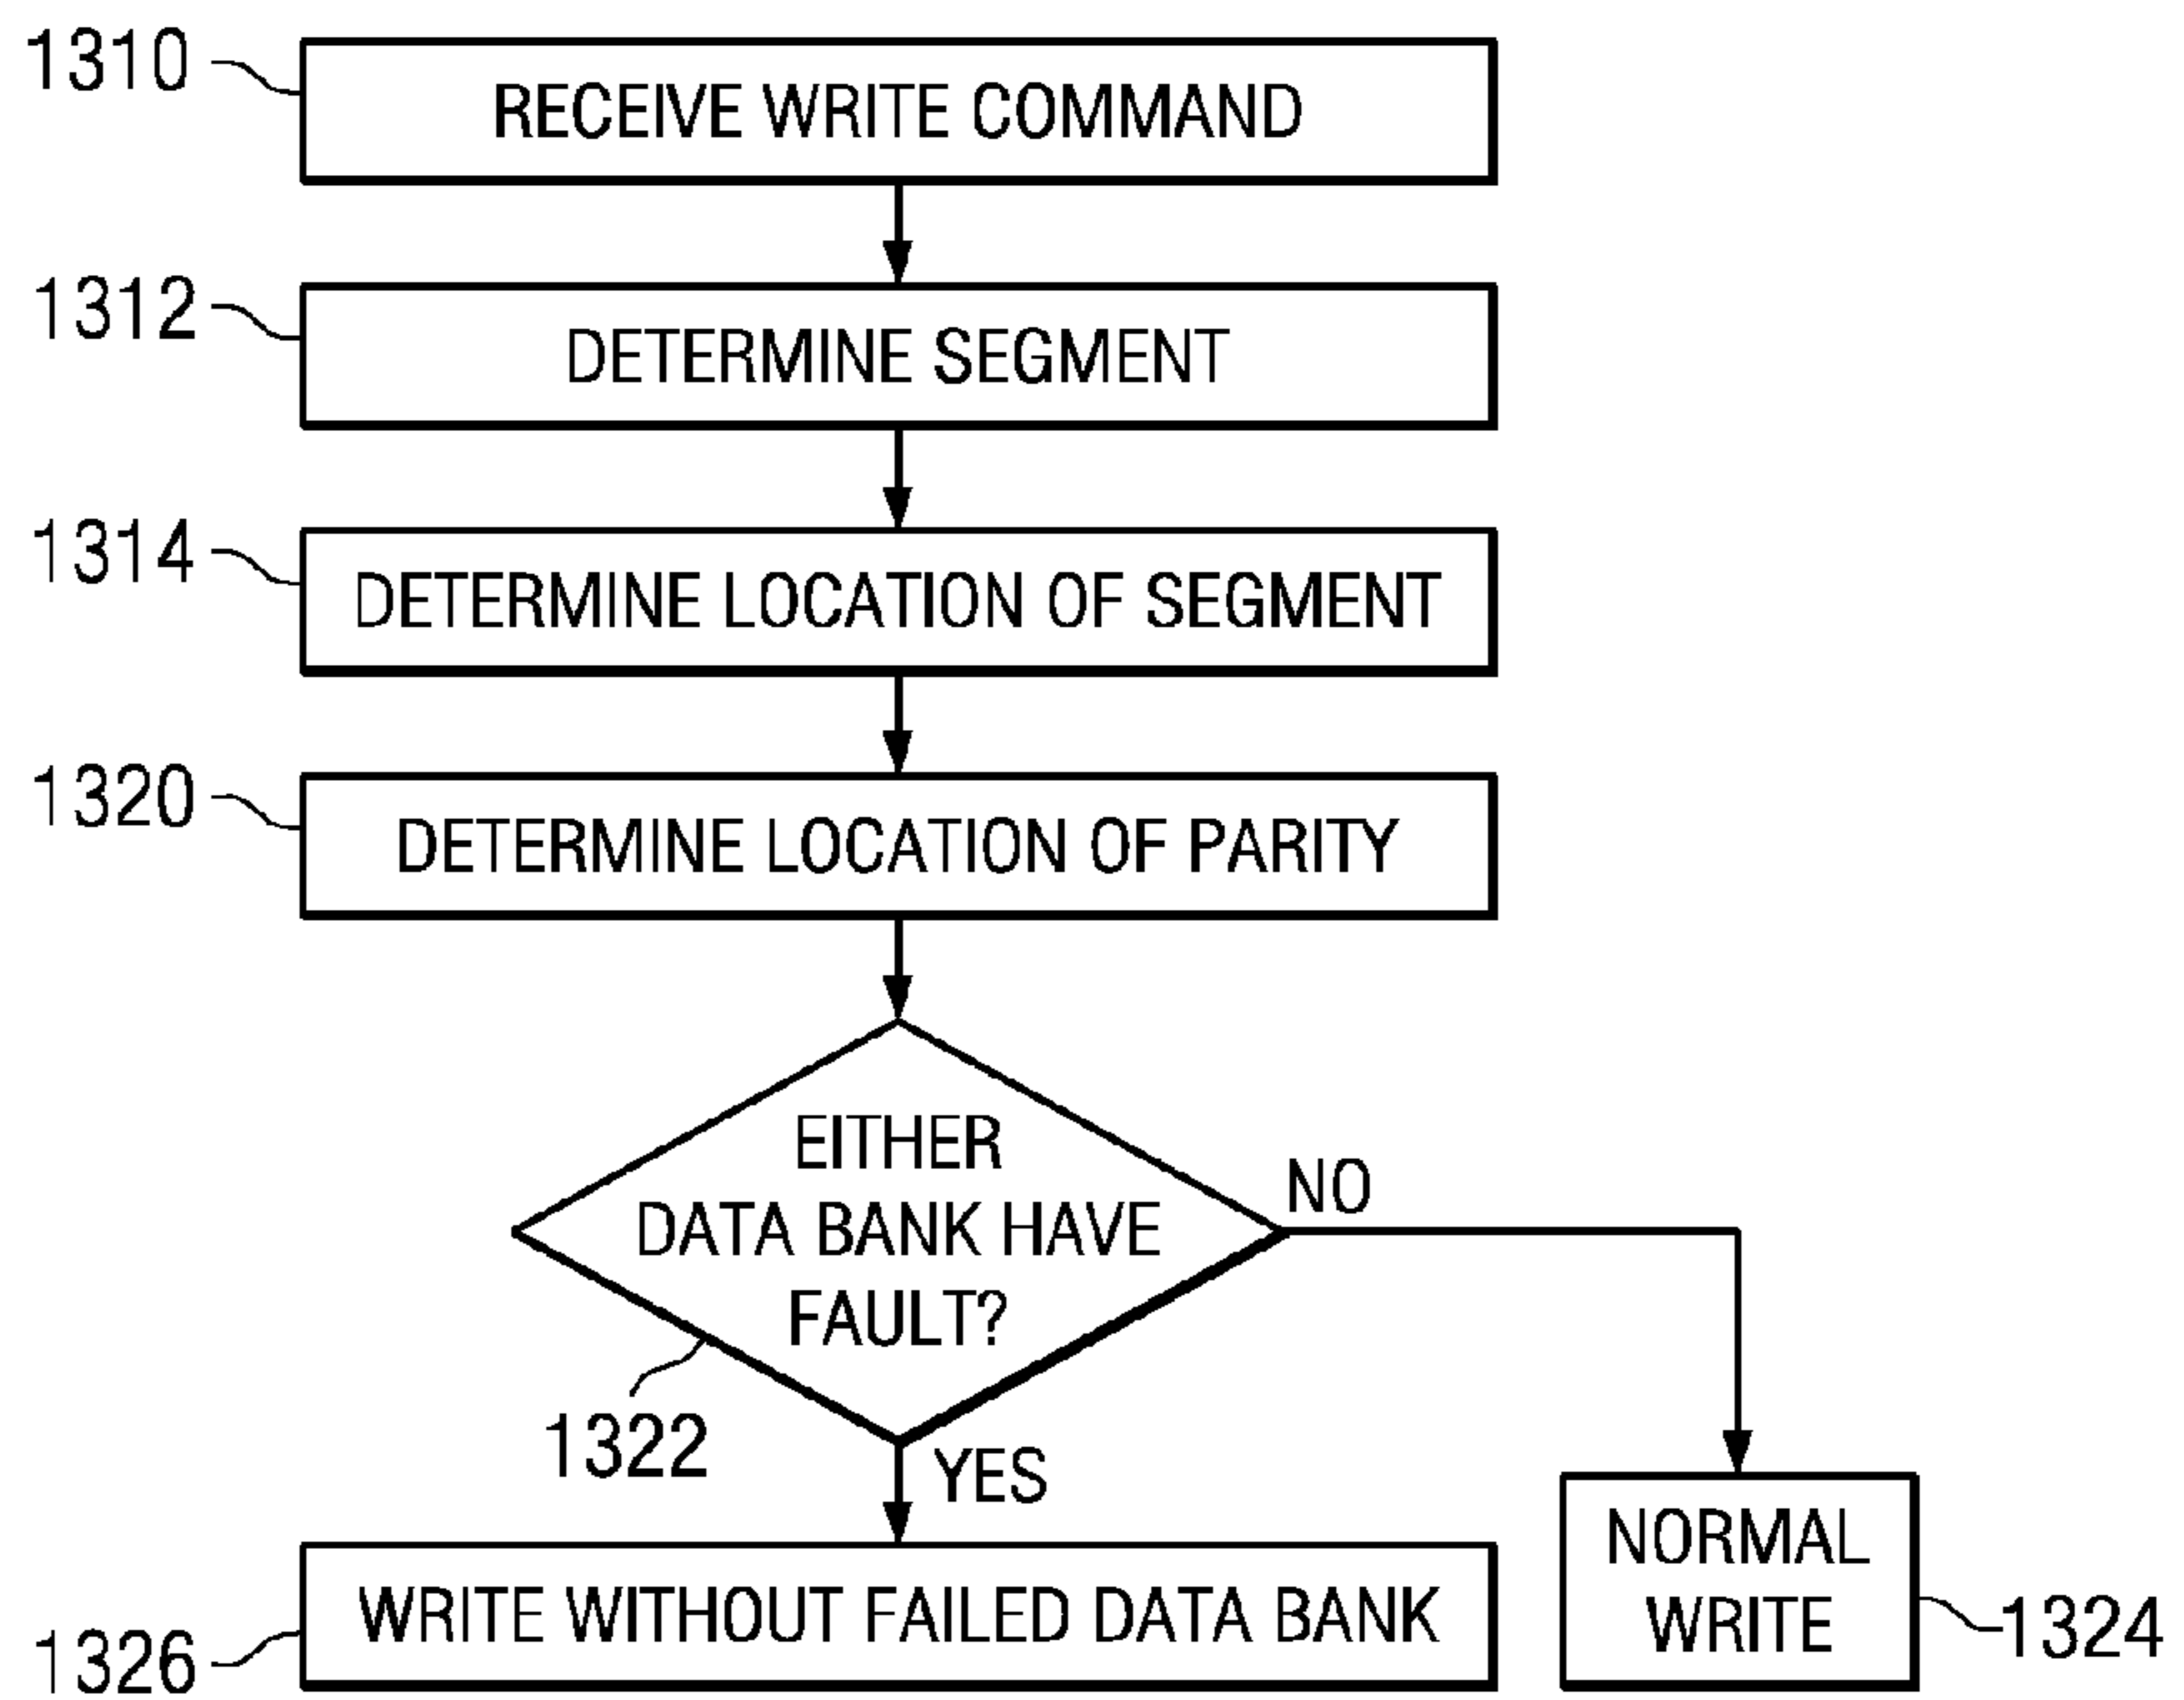 1310
RECEIVE WRITE COMMAND
1312
DETERMINE SEGMENT
1314
DETERMINE LOCATION OF SEGMENT
1320
DETERMINE LOCATION OF PARITY
EITHER
DATA BANK HAVE
FAULT?
NO
1322
YES
NORMAL
WRITE
1324
WRITE WITHOUT FAILED DATA BANK
1326